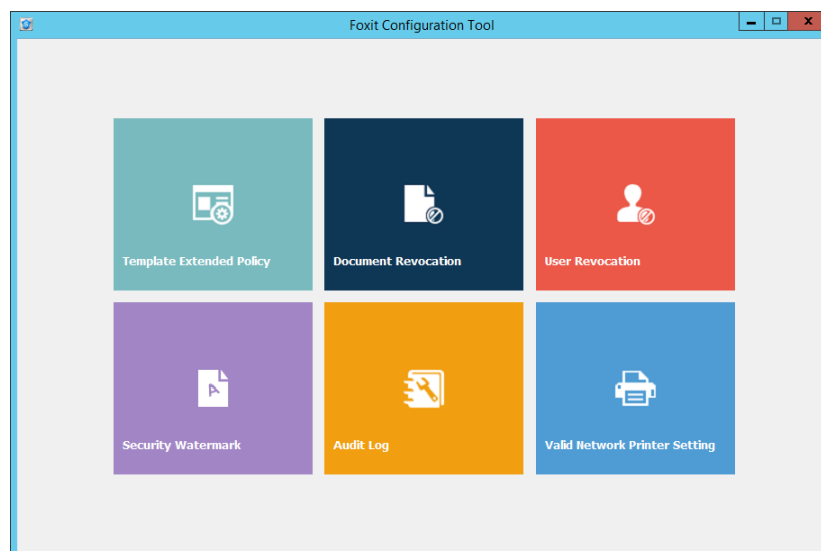 Foxit Configuration Tool
Template Extended Policy
Document Revocation
User Revocation
Security Watermark
Audit Log
Valid Network Printer Setting